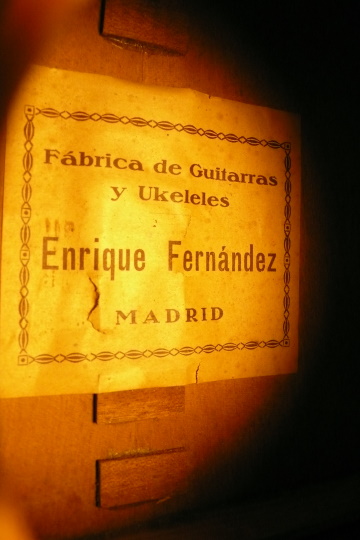 Fábrica de Guitarras
y Ukeleles
Enrique Fernández
MADRID